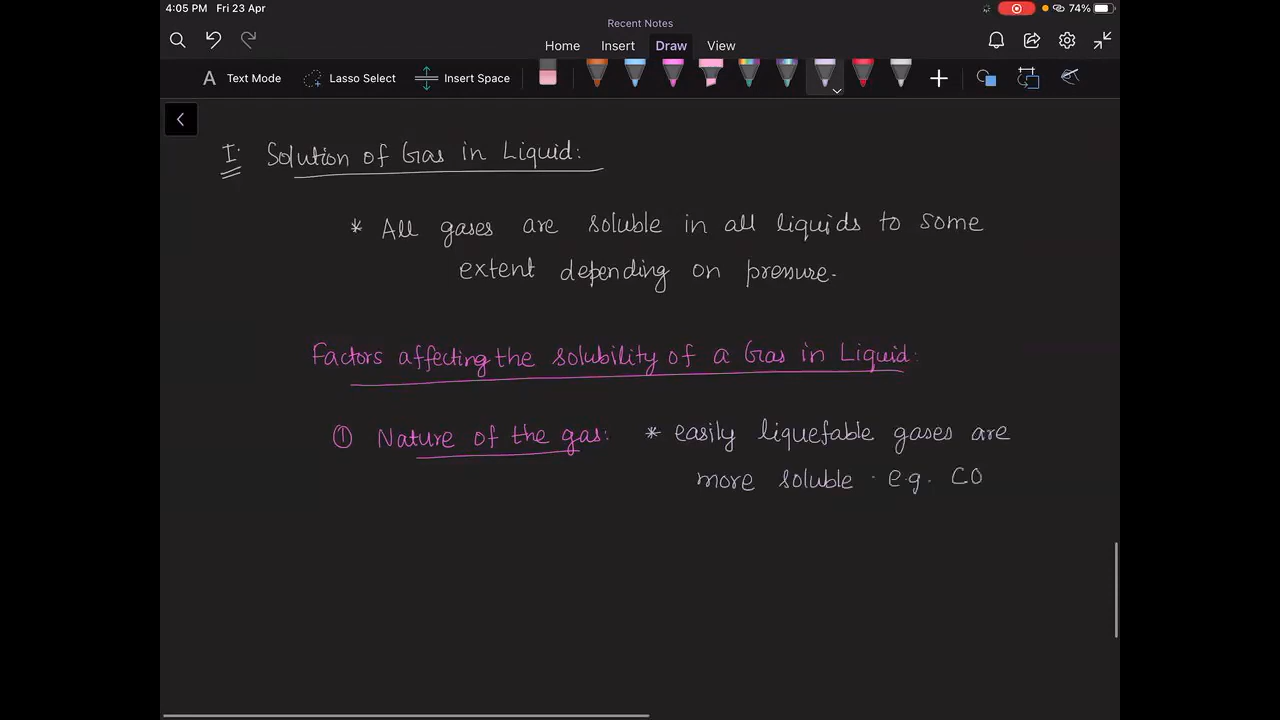 4:05 PM Fri 23 Apr
74%
Recent Notes
Home Insert Draw View
A Text Mode Lasso Select Insert Space
I. Solution of Gas in Liquid:
* All gases are soluble in all liquids to some
extent depending on pressure.
Factors affecting the solubility of a Gas in Liquid:
① Nature of the gas: * easily liquefable gases are
more soluble. e.g. CO